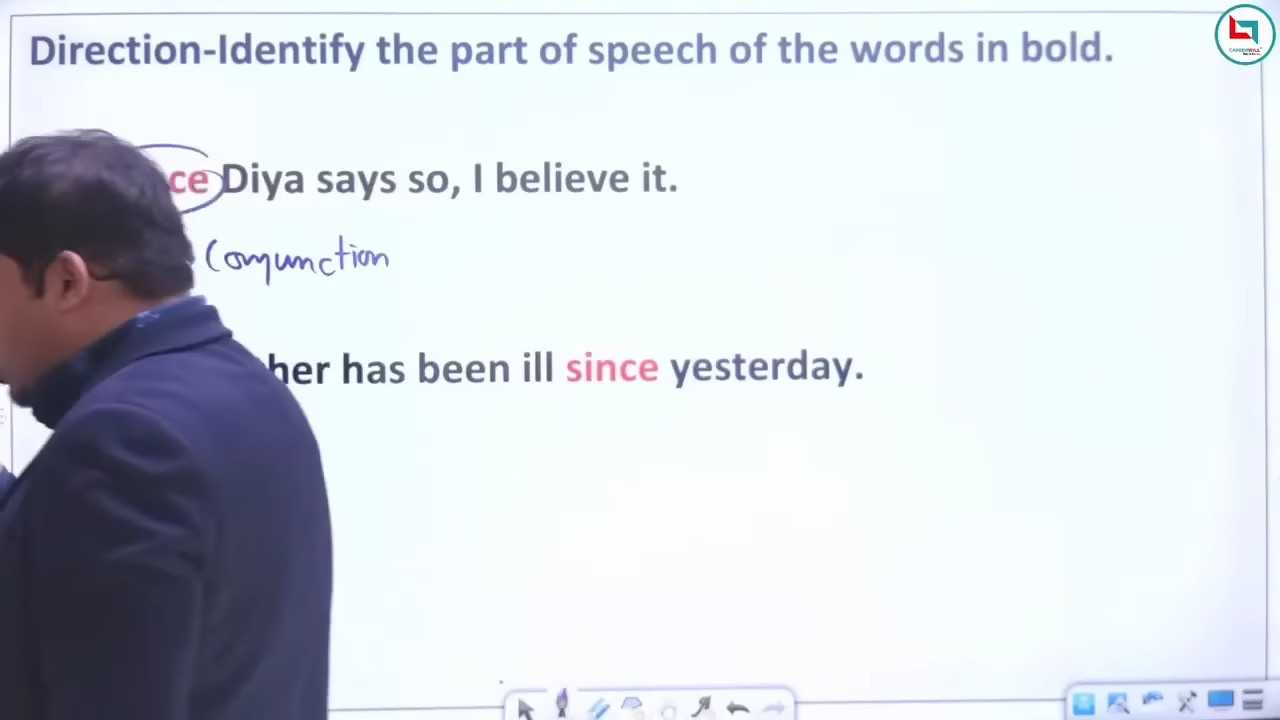 Direction-Identify the part of speech of the words in bold.
ce Diya says so, I believe it.
Conjunction
her has been ill since yesterday.
CAREERWILL